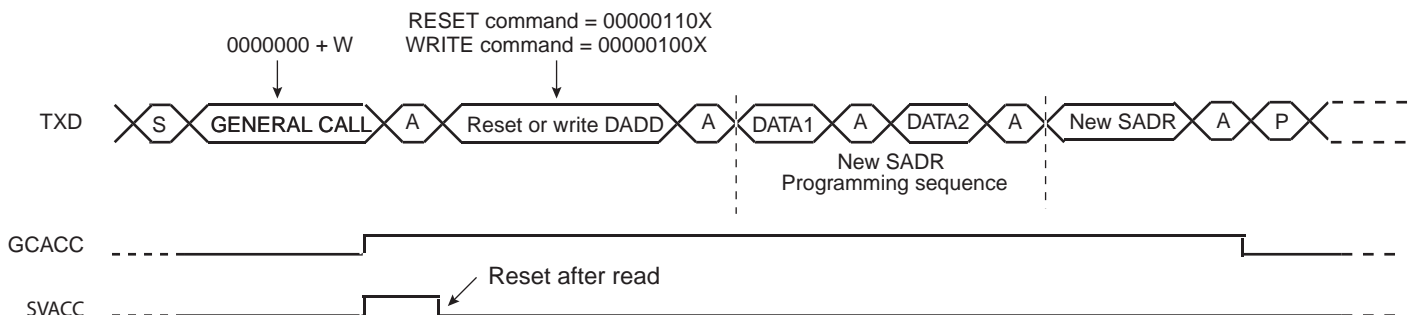 RESET command = 00000110X
0000000 + W
WRITE command = 00000100X
TXD
S
GENERAL CALL
A
Reset or write DADD
A
DATA1
A
DATA2
A
New SADR
A
P
New SADR
Programming sequence
GCACC
Reset after read
SVACC